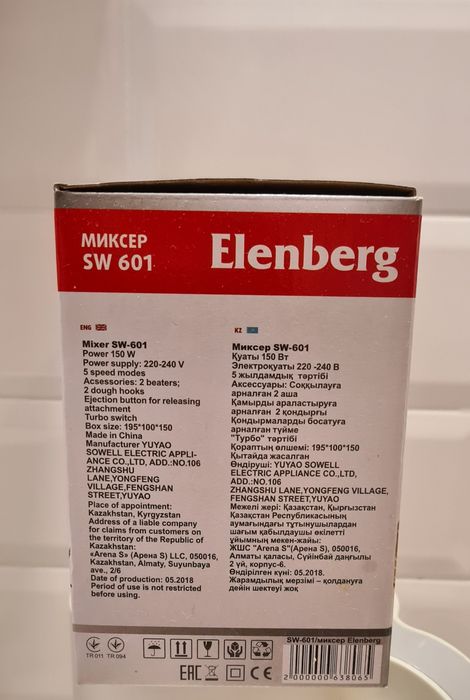 МИКСЕР
SW 601
Elenberg
ENG
Mixer SW-601
Power 150 W
Power supply: 220-240 V
5 speed modes
Acsessories: 2 beaters;
2 dough hooks
Ejection button for releasing
attachment
Turbo switch
Box size: 195*100*150
Made in China
Manufacturer YUYAO
SOWELL ELECTRIC APPLI-
ANCE CO.,LTD, ADD.:NO.106
ZHANGSHU
LANE,YONGFENG
VILLAGE,FENGSHAN
STREET,YUYAO
Place of appointment:
Kazakhstan, Kyrgyzstan
Address of a liable company
for claims from customers on
the territory of the Republic of
Kazakhstan:
«Arena S» (Арена S) LLC, 050016,
Kazakhstan, Almaty, Suyunbaya
ave., 2/6
Date of production: 05.2018
Period of use is not restricted
before using.
KZ
Миксер SW-601
Қуаты 150 Вт
Электроқуаты 220 -240 В
5 жылдамдық тәртібі
Аксессуары: Соққылауға
арналған 2 аша
Қамырды араластыруға
арналған 2 қондырғы
Қондырмаларды босатуға
арналған түйме
"Турбо" тәртібі
Қораптың өлшемі: 195*100*150
Қытайда жасалған
Өндіруші: YUYAO SOWELL
ELECTRIC APPLIANCE CO.,LTD,
ADD.:NO.106
ZHANGSHU LANE,YONGFENG VILLAGE,
FENGSHAN STREET,YUYAO
Межелі жері: Қазақстан, Қырғызстан
Қазақстан Республикасының
аумағындағы тұтынушылардан
шағым қабылдаушы өкілетті
ұйымның мекен-жайы:
ЖШС "Arena S"(Арена S), 050016,
Алматы қаласы, Сүйінбай даңғылы
2 үй, корпус-6.
Өндірілген күні: 05.2018.
Жарамдылық мерзімі – қолдануға
дейін шектеуі жоқ
TR 011 TR 094
EAC CE
SW-601/миксер Elenberg
2 000000 638065